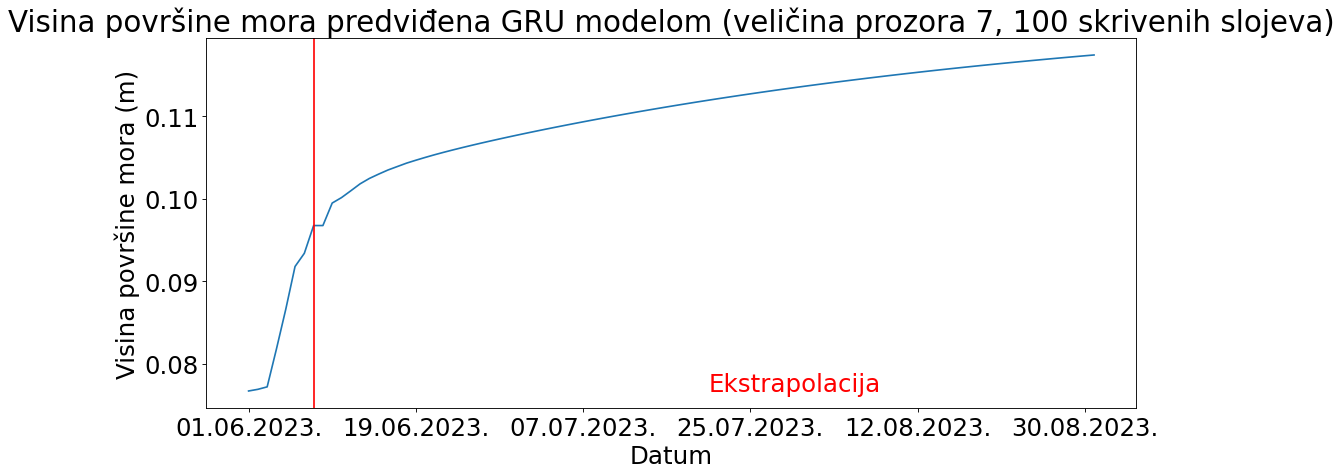 Visina površine mora predviđena GRU modelom (veličina prozora 7, 100 skrivenih slojeva)
Visina površine mora (m)
0.11
0.10
0.09
0.08
Ekstrapolacija
01.06.2023. 19.06.2023. 07.07.2023. 25.07.2023. 12.08.2023. 30.08.2023.
Datum